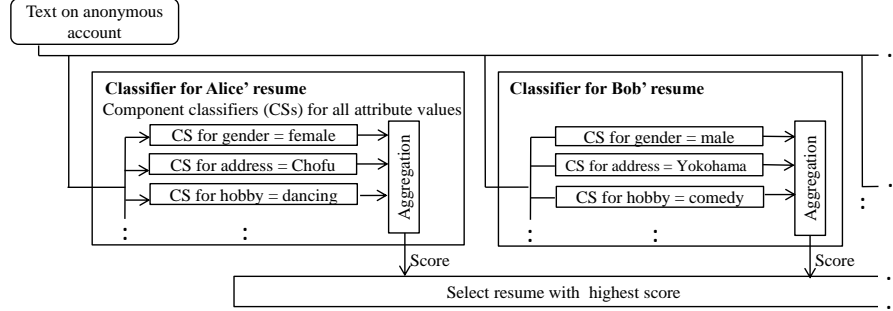 Text on anonymous
account
Classifier for Alice' resume
Component classifiers (CSs) for all attribute values
CS for gender = female
CS for address = Chofu
CS for hobby = dancing
:
:
Aggregation
Score
Classifier for Bob' resume
CS for gender = male
CS for address = Yokohama
CS for hobby = comedy
:
:
Aggregation
Score
:
Select resume with highest score